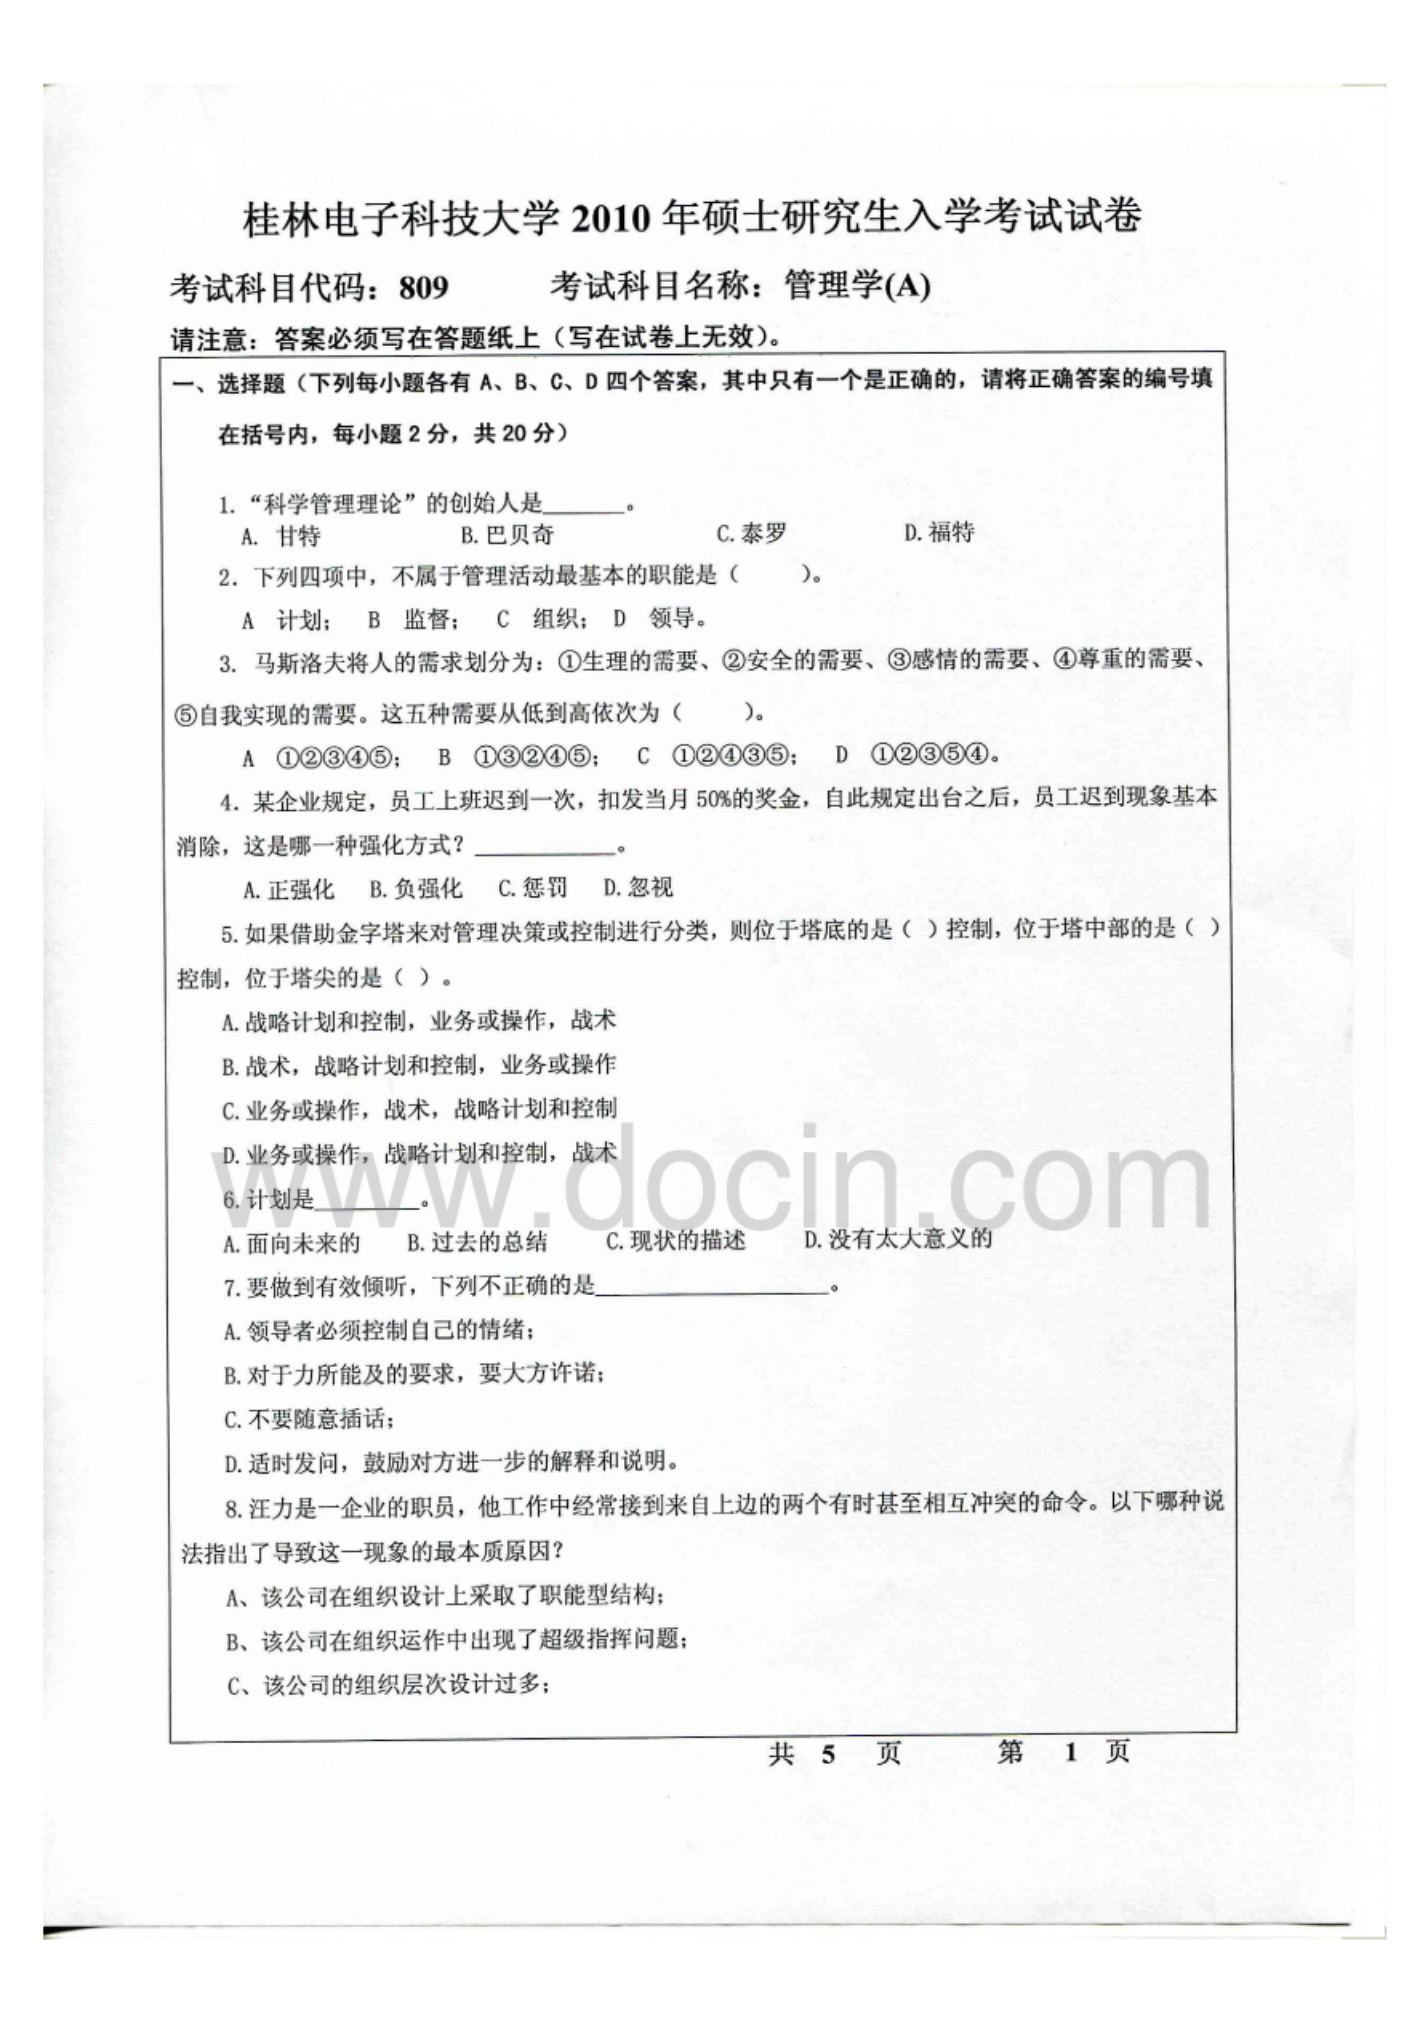 桂林电子科技大学 2010 年硕士研究生入学考试试卷
考试科目代码：809 考试科目名称：管理学(A)
请注意：答案必须写在答题纸上（写在试卷上无效）。
一、选择题（下列每小题各有 A、B、C、D 四个答案，其中只有一个是正确的，请将正确答案的编号填
在括号内，每小题 2 分，共 20 分）
1. “科学管理理论”的创始人是_______。
A. 甘特 B. 巴贝奇 C. 泰罗 D. 福特
2. 下列四项中，不属于管理活动最基本的职能是（ ）。
A 计划； B 监督； C 组织； D 领导。
3. 马斯洛夫将人的需求划分为：①生理的需要、②安全的需要、③感情的需要、④尊重的需要、
⑤自我实现的需要。这五种需要从低到高依次为（ ）。
A ①②③④⑤； B ①③②④⑤； C ①②④③⑤； D ①②③⑤④。
4. 某企业规定，员工上班迟到一次，扣发当月 50%的奖金，自此规定出台之后，员工迟到现象基本
消除，这是哪一种强化方式？____________。
A. 正强化 B. 负强化 C. 惩罚 D. 忽视
5. 如果借助金字塔来对管理决策或控制进行分类，则位于塔底的是（ ）控制，位于塔中部的是（ ）
控制，位于塔尖的是（ ）。
A. 战略计划和控制，业务或操作，战术
B. 战术，战略计划和控制，业务或操作
C. 业务或操作，战术，战略计划和控制
D. 业务或操作，战略计划和控制，战术
www.docin.com
6. 计划是_________。
A. 面向未来的 B. 过去的总结 C. 现状的描述 D. 没有太大意义的
7. 要做到有效倾听，下列不正确的是____________________。
A. 领导者必须控制自己的情绪；
B. 对于力所能及的要求，要大方许诺；
C. 不要随意插话；
D. 适时发问，鼓励对方进一步的解释和说明。
8. 汪力是一企业的职员，他工作中经常接到来自上边的两个有时甚至相互冲突的命令。以下哪种说
法指出了导致这一现象的最本质原因？
A、该公司在组织设计上采取了职能型结构；
B、该公司在组织运作中出现了超级指挥问题；
C、该公司的组织层次设计过多；
共 5 页 第 1 页